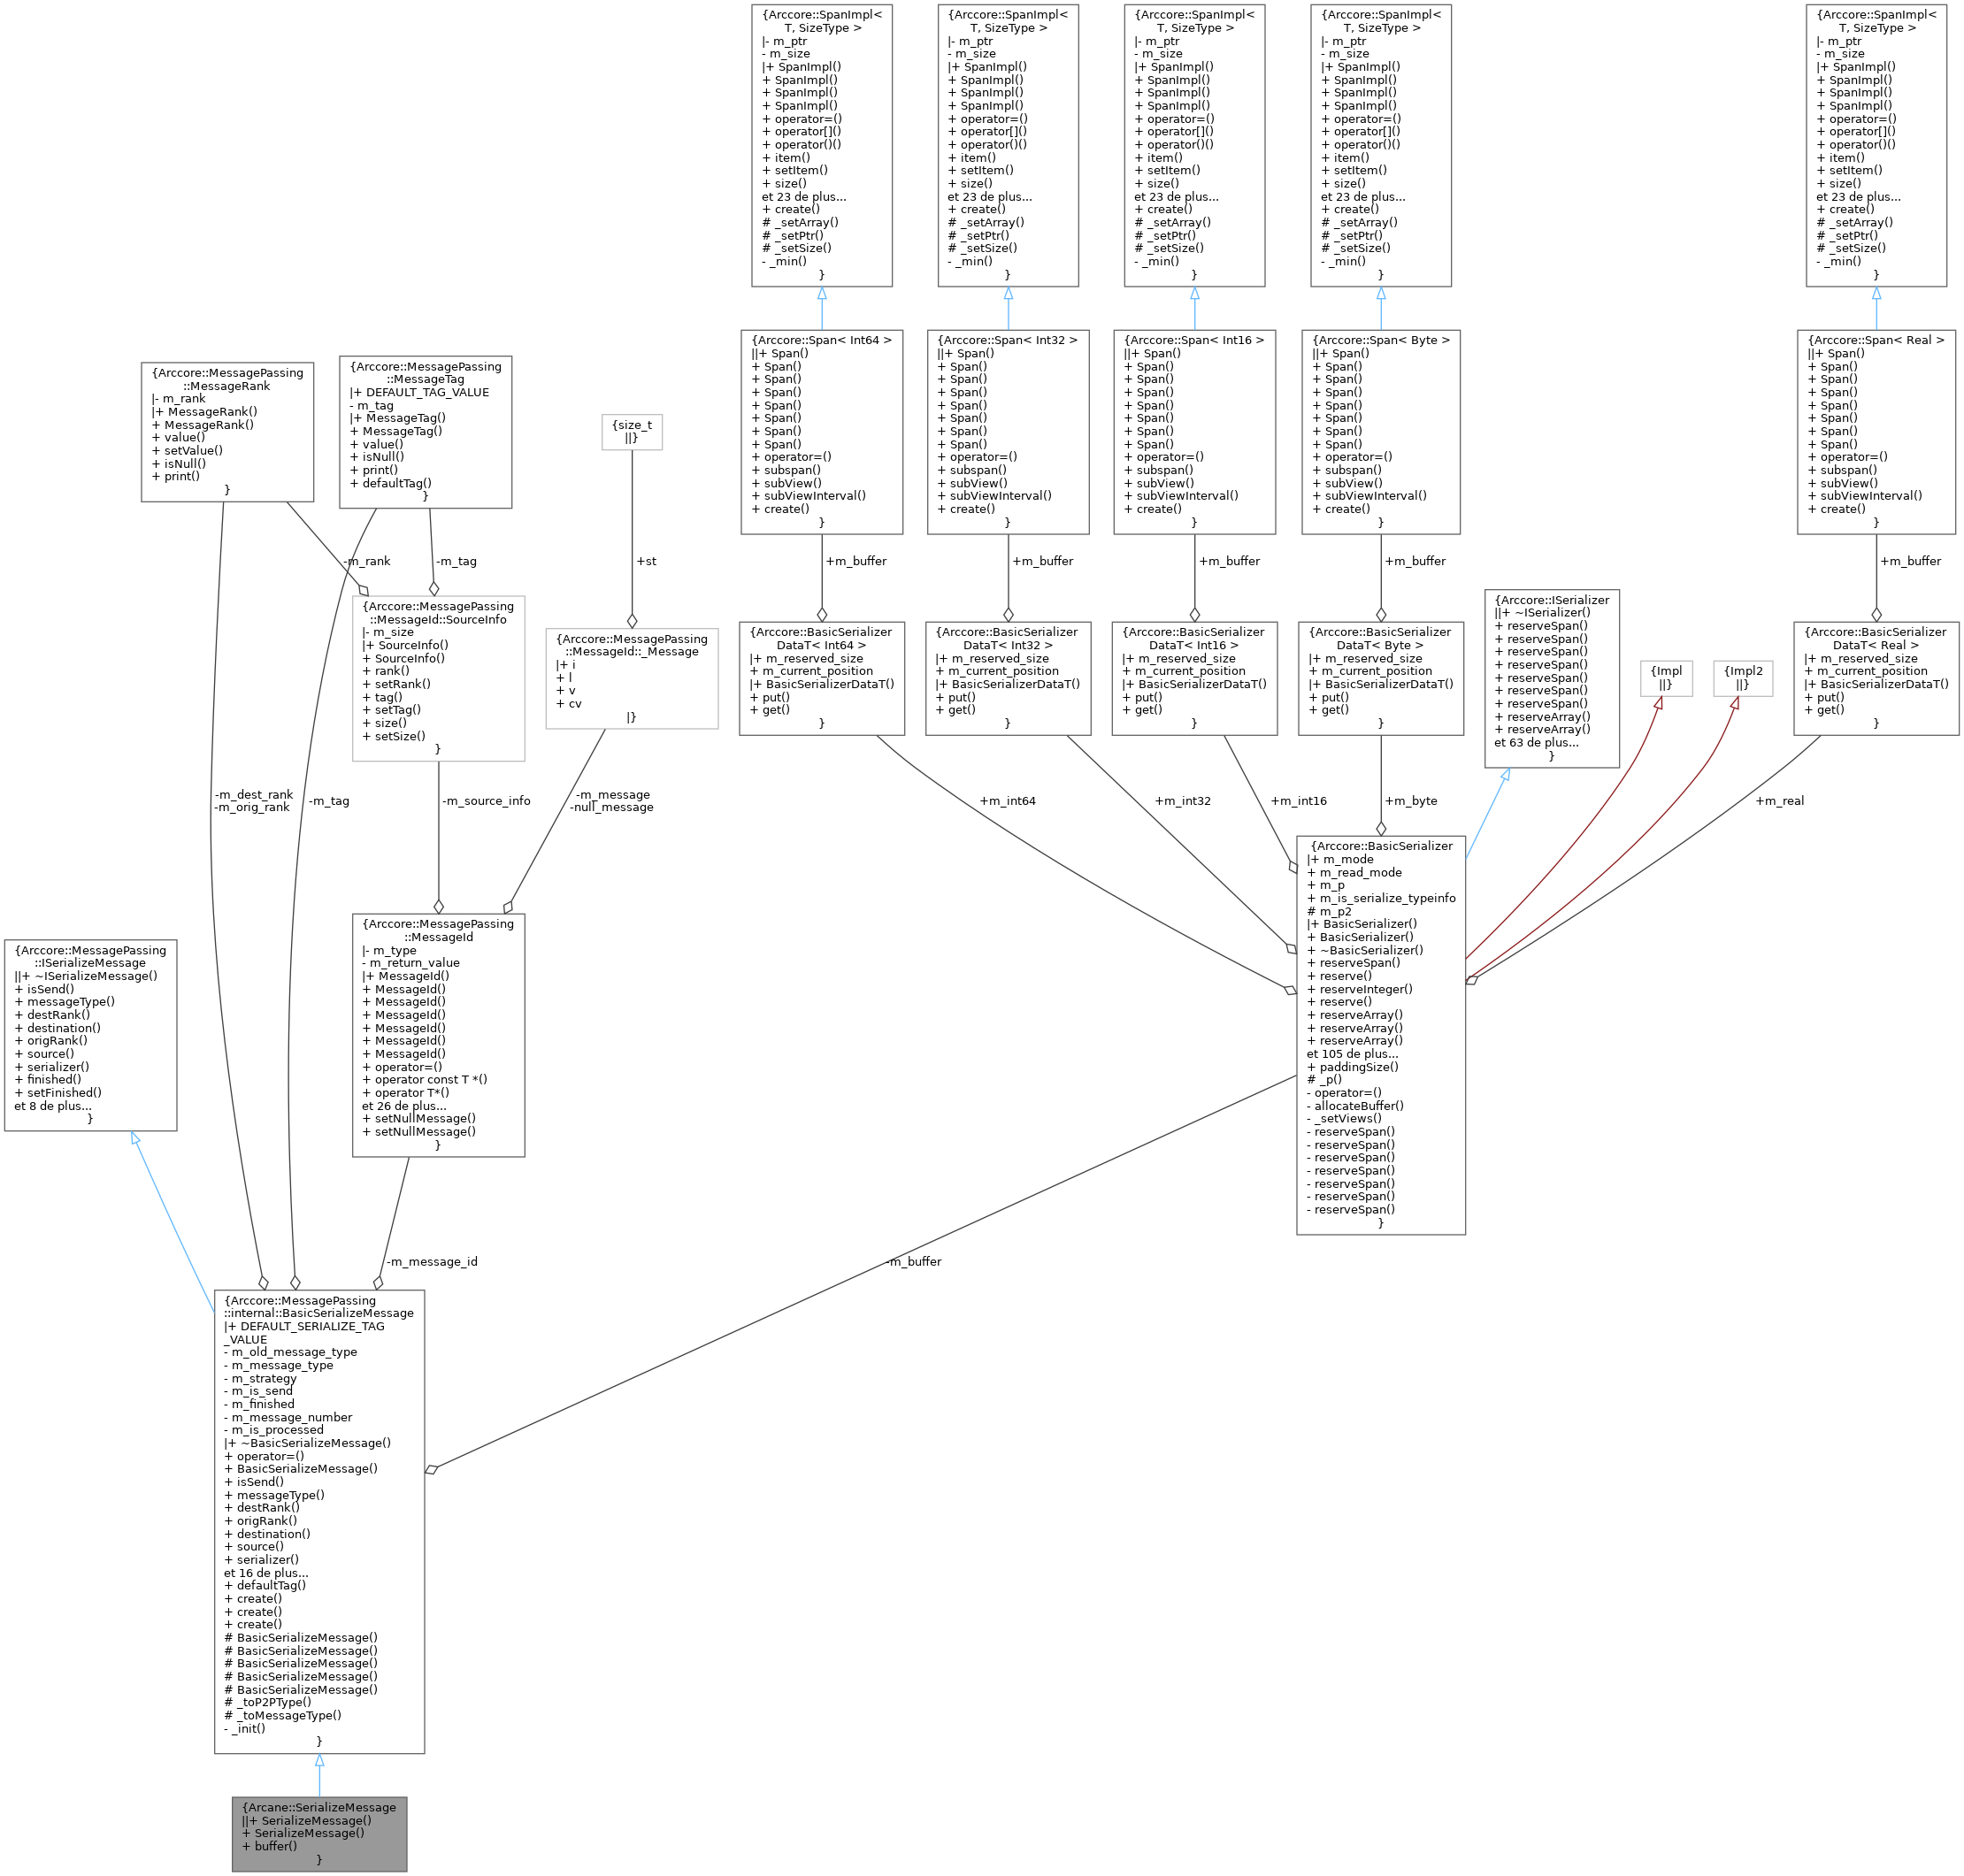 {Arccore::SpanImpl<
T, SizeType >
|- m_ptr
- m_size
|+ SpanImpl()
+ SpanImpl()
+ SpanImpl()
+ SpanImpl()
+ operator=()
+ operator[]()
+ operator()()
+ item()
+ setItem()
+ size()
et 23 de plus...
+ create()
# _setArray()
# _setPtr()
# _setSize()
- _min()
}
{Arccore::SpanImpl<
T, SizeType >
|- m_ptr
- m_size
|+ SpanImpl()
+ SpanImpl()
+ SpanImpl()
+ SpanImpl()
+ operator=()
+ operator[]()
+ operator()()
+ item()
+ setItem()
+ size()
et 23 de plus...
+ create()
# _setArray()
# _setPtr()
# _setSize()
- _min()
}
{Arccore::SpanImpl<
T, SizeType >
|- m_ptr
- m_size
|+ SpanImpl()
+ SpanImpl()
+ SpanImpl()
+ SpanImpl()
+ operator=()
+ operator[]()
+ operator()()
+ item()
+ setItem()
+ size()
et 23 de plus...
+ create()
# _setArray()
# _setPtr()
# _setSize()
- _min()
}
{Arccore::SpanImpl<
T, SizeType >
|- m_ptr
- m_size
|+ SpanImpl()
+ SpanImpl()
+ SpanImpl()
+ SpanImpl()
+ operator=()
+ operator[]()
+ operator()()
+ item()
+ setItem()
+ size()
et 23 de plus...
+ create()
# _setArray()
# _setPtr()
# _setSize()
- _min()
}
{Arccore::SpanImpl<
T, SizeType >
|- m_ptr
- m_size
|+ SpanImpl()
+ SpanImpl()
+ SpanImpl()
+ SpanImpl()
+ operator=()
+ operator[]()
+ operator()()
+ item()
+ setItem()
+ size()
et 23 de plus...
+ create()
# _setArray()
# _setPtr()
# _setSize()
- _min()
}
{Arccore::MessagePassing
::MessageRank
|- m_rank
|+ MessageRank()
+ MessageRank()
+ value()
+ setValue()
+ isNull()
+ print()
}
{Arccore::MessagePassing
::MessageTag
|+ DEFAULT_TAG_VALUE
- m_tag
|+ MessageTag()
+ MessageTag()
+ value()
+ isNull()
+ print()
+ defaultTag()
}
{size_t
||}
{Arccore::Span< Int64 >
||+ Span()
+ Span()
+ Span()
+ Span()
+ Span()
+ Span()
+ Span()
+ Span()
+ operator=()
+ subspan()
+ subView()
+ subViewInterval()
+ create()
}
{Arccore::Span< Int32 >
||+ Span()
+ Span()
+ Span()
+ Span()
+ Span()
+ Span()
+ Span()
+ Span()
+ operator=()
+ subspan()
+ subView()
+ subViewInterval()
+ create()
}
{Arccore::Span< Int16 >
||+ Span()
+ Span()
+ Span()
+ Span()
+ Span()
+ Span()
+ Span()
+ Span()
+ operator=()
+ subspan()
+ subView()
+ subViewInterval()
+ create()
}
{Arccore::Span< Byte >
||+ Span()
+ Span()
+ Span()
+ Span()
+ Span()
+ Span()
+ Span()
+ Span()
+ operator=()
+ subspan()
+ subView()
+ subViewInterval()
+ create()
}
{Arccore::Span< Real >
||+ Span()
+ Span()
+ Span()
+ Span()
+ Span()
+ Span()
+ Span()
+ Span()
+ operator=()
+ subspan()
+ subView()
+ subViewInterval()
+ create()
}
-m_rank
-m_tag
+st
+m_buffer
+m_buffer
+m_buffer
+m_buffer
+m_buffer
{Arccore::MessagePassing
::MessageId::SourceInfo
|- m_size
|+ SourceInfo()
+ SourceInfo()
+ rank()
+ setRank()
+ tag()
+ setTag()
+ size()
+ setSize()
}
{Arccore::MessagePassing
::MessageId::_Message
|+ i
+ l
+ v
+ cv
|}
{Arccore::BasicSerializer
DataT< Int64 >
|+ m_reserved_size
+ m_current_position
|+ BasicSerializerDataT()
+ put()
+ get()
}
{Arccore::BasicSerializer
DataT< Int32 >
|+ m_reserved_size
+ m_current_position
|+ BasicSerializerDataT()
+ put()
+ get()
}
{Arccore::BasicSerializer
DataT< Int16 >
|+ m_reserved_size
+ m_current_position
|+ BasicSerializerDataT()
+ put()
+ get()
}
{Arccore::BasicSerializer
DataT< Byte >
|+ m_reserved_size
+ m_current_position
|+ BasicSerializerDataT()
+ put()
+ get()
}
{Arccore::ISerializer
||+ ~ISerializer()
+ reserveSpan()
+ reserveSpan()
+ reserveSpan()
+ reserveSpan()
+ reserveSpan()
+ reserveSpan()
+ reserveSpan()
+ reserveArray()
+ reserveArray()
et 63 de plus...
}
{Impl
||}
{Impl2
||}
{Arccore::BasicSerializer
DataT< Real >
|+ m_reserved_size
+ m_current_position
|+ BasicSerializerDataT()
+ put()
+ get()
}
-m_dest_rank
-m_orig_rank
-m_tag
-m_source_info
-m_message
-null_message
+m_int64
+m_int32
+m_int16
+m_byte
+m_real
{Arccore::MessagePassing
::ISerializeMessage
||+ ~ISerializeMessage()
+ isSend()
+ messageType()
+ destRank()
+ destination()
+ origRank()
+ source()
+ serializer()
+ finished()
+ setFinished()
et 8 de plus...
}
{Arccore::MessagePassing
::MessageId
|- m_type
- m_return_value
|+ MessageId()
+ MessageId()
+ MessageId()
+ MessageId()
+ MessageId()
+ MessageId()
+ MessageId()
+ operator=()
+ operator const T *()
+ operator T*()
et 26 de plus...
+ setNullMessage()
+ setNullMessage()
}
{Arccore::BasicSerializer
|+ m_mode
+ m_read_mode
+ m_p
+ m_is_serialize_typeinfo
# m_p2
|+ BasicSerializer()
+ BasicSerializer()
+ ~BasicSerializer()
+ reserveSpan()
+ reserve()
+ reserveInteger()
+ reserve()
+ reserveArray()
+ reserveArray()
+ reserveArray()
et 105 de plus...
+ paddingSize()
# _p()
- operator=()
- allocateBuffer()
- _setViews()
- reserveSpan()
- reserveSpan()
- reserveSpan()
- reserveSpan()
- reserveSpan()
- reserveSpan()
- reserveSpan()
}
-m_message_id
-m_buffer
{Arccore::MessagePassing
::internal::BasicSerializeMessage
|+ DEFAULT_SERIALIZE_TAG
_VALUE
- m_old_message_type
- m_message_type
- m_strategy
- m_is_send
- m_finished
- m_message_number
- m_is_processed
|+ ~BasicSerializeMessage()
+ operator=()
+ BasicSerializeMessage()
+ isSend()
+ messageType()
+ destRank()
+ origRank()
+ destination()
+ source()
+ serializer()
et 16 de plus...
+ defaultTag()
+ create()
+ create()
+ create()
# BasicSerializeMessage()
# BasicSerializeMessage()
# BasicSerializeMessage()
# BasicSerializeMessage()
# BasicSerializeMessage()
# _toP2PType()
# _toMessageType()
- _init()
}
{Arcane::SerializeMessage
||+ SerializeMessage()
+ SerializeMessage()
+ buffer()
}